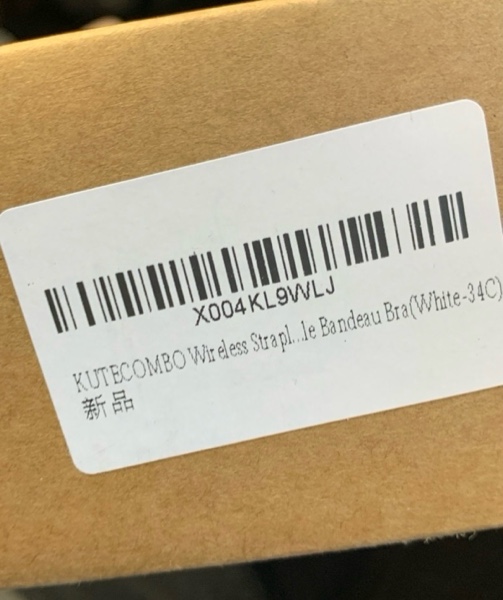 X004KL9WLJ
KUTECOMBO Wireless Strapl...le Bandeau Bra(White-34C)
新品